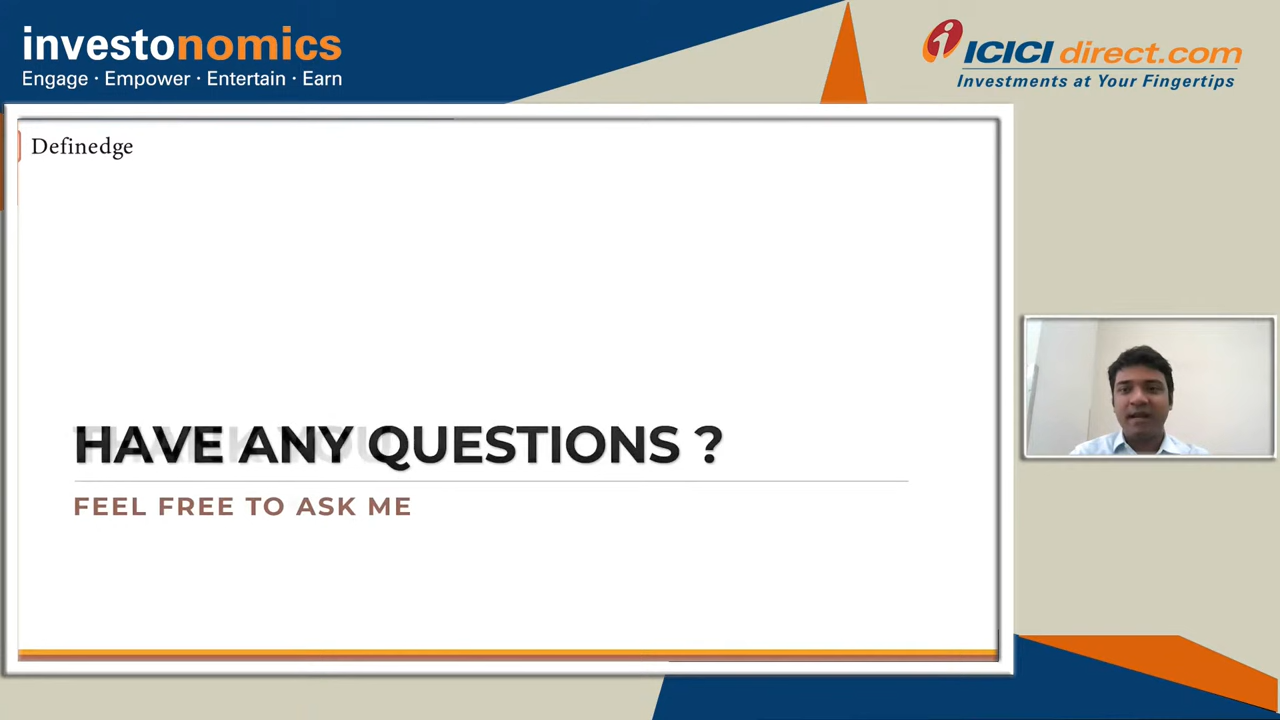 investonomics
Engage · Empower · Entertain · Earn
ICICI direct.com
Investments at Your Fingertips
Definedge
HAVE ANY QUESTIONS ?
FEEL FREE TO ASK ME